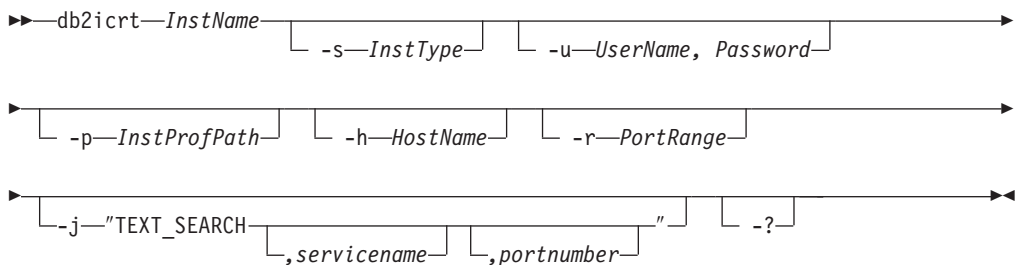 db2icrt InstName
-s InstType -u UserName, Password
-p InstProfPath -h HostName -r PortRange
-j "TEXT_SEARCH " -?
,servicename ,portnumber